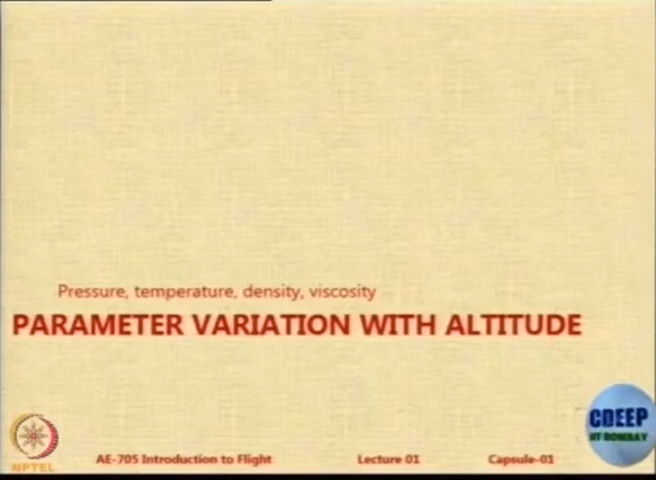 Pressure, temperature, density, viscosity
PARAMETER VARIATION WITH ALTITUDE
NPTEL
AE-705 Introduction to Flight
Lecture 01
Capsule-01
CDEEP
IIT BOMBAY